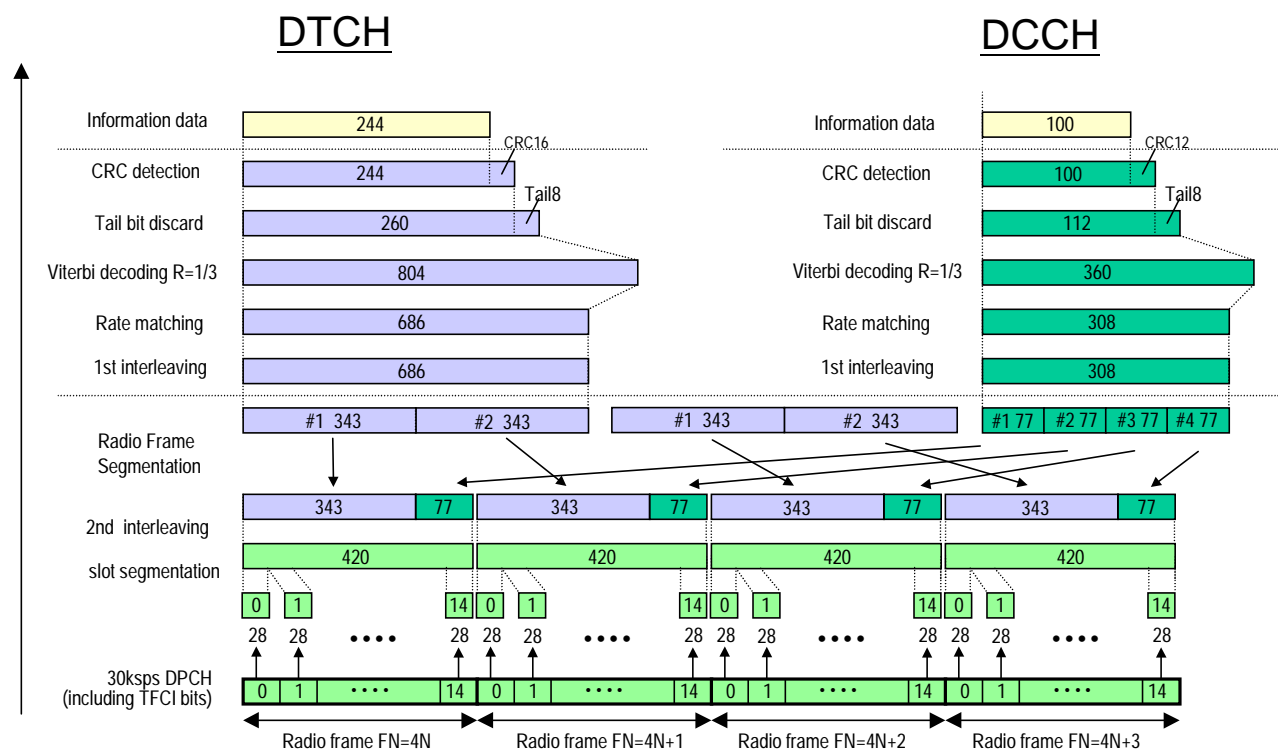 DTCH DCCH
Information data 244 Information data 100
CRC16 CRC12
CRC detection 244 CRC detection 100
Tail8 Tail8
Tail bit discard 260 Tail bit discard 112
Viterbi decoding R=1/3 804 Viterbi decoding R=1/3 360
Rate matching 686 Rate matching 308
1st interleaving 686 1st interleaving 308
#1 343 #2 343 #1 343 #2 343 #1 77 #2 77 #3 77 #4 77
Radio Frame
Segmentation
343 77 343 77 343 77 343 77
2nd interleaving
420 420 420 420
slot segmentation
0 1 14 0 1 14 0 1 14 0 1 14
28 28 •••• 28 28 28 •••• 28 28 28 •••• 28 28 28 •••• 28
30ksps DPCH
(including TFCI bits)
0 1 •••• 14 0 1 •••• 14 0 1 •••• 14 0 1 •••• 14
Radio frame FN=4N Radio frame FN=4N+1 Radio frame FN=4N+2 Radio frame FN=4N+3